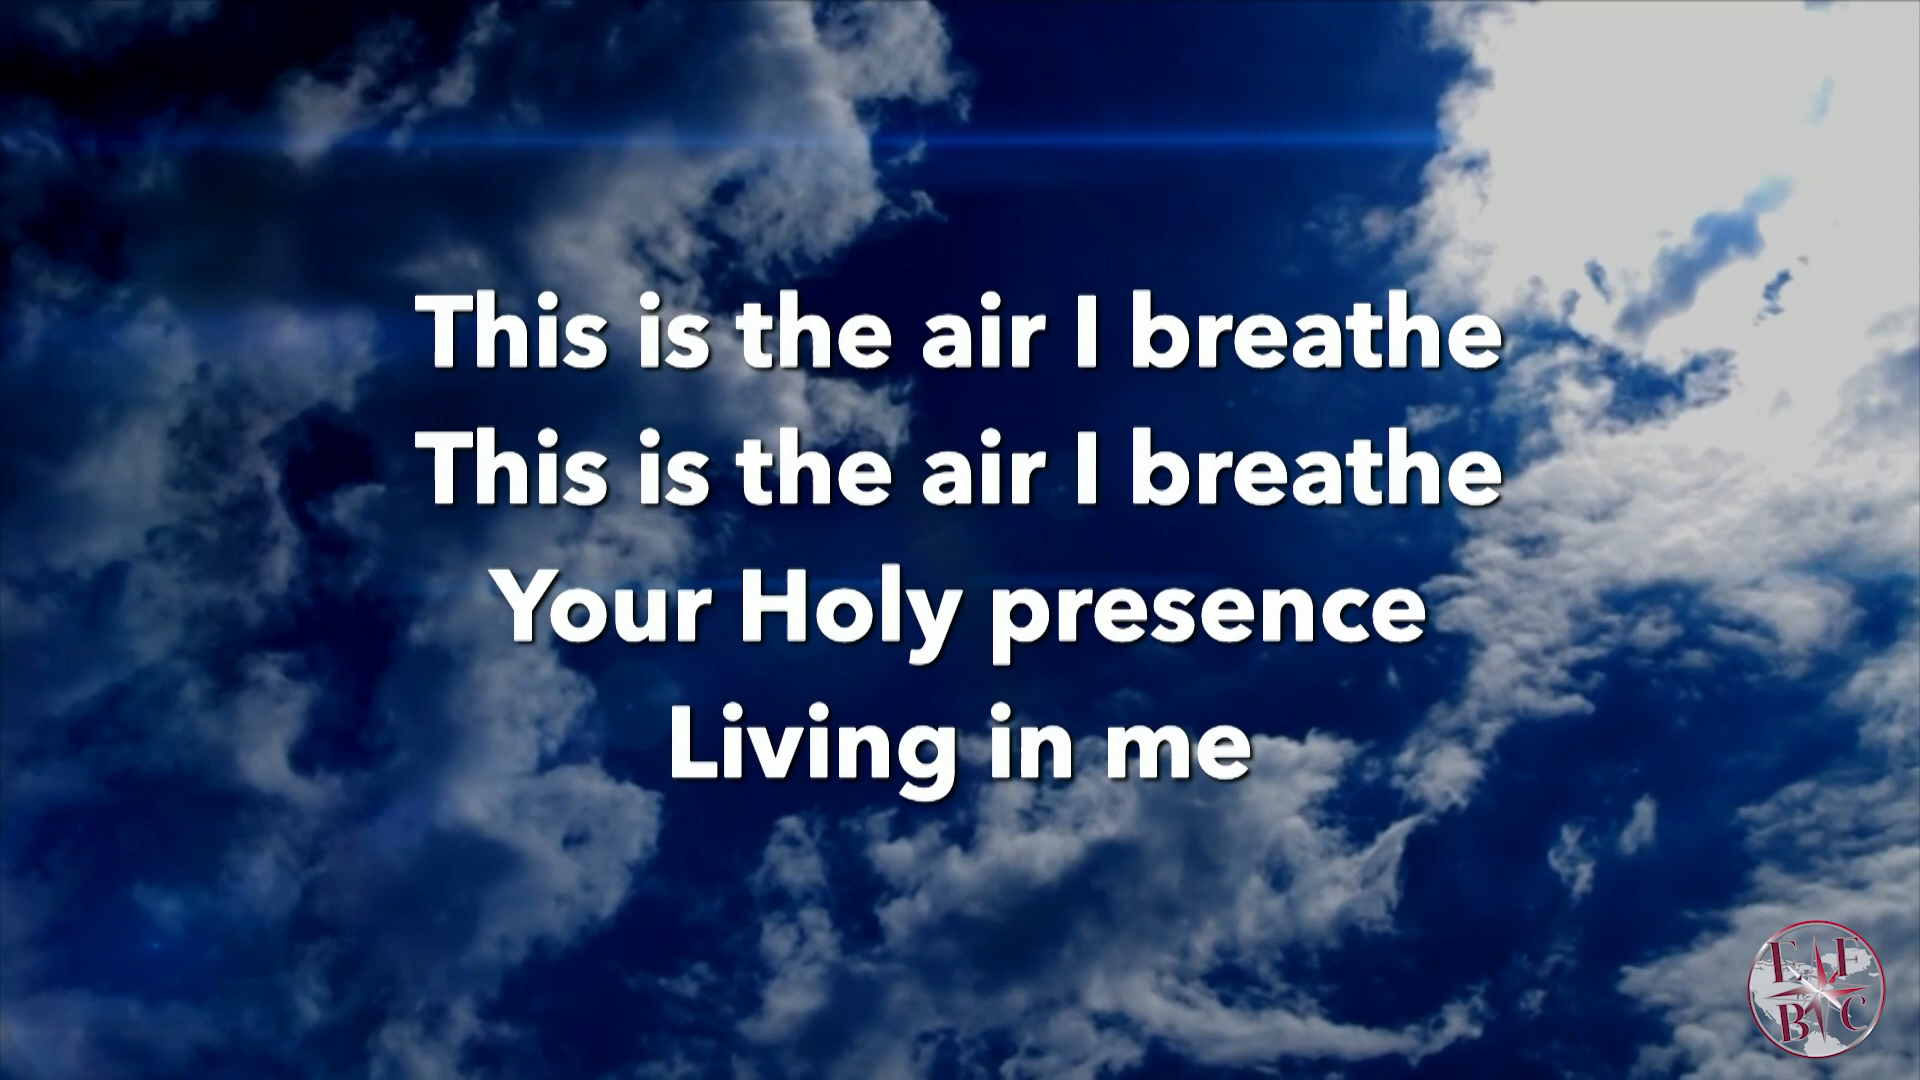 This is the air I breathe
This is the air I breathe
Your Holy presence
Living in me
E F
B C